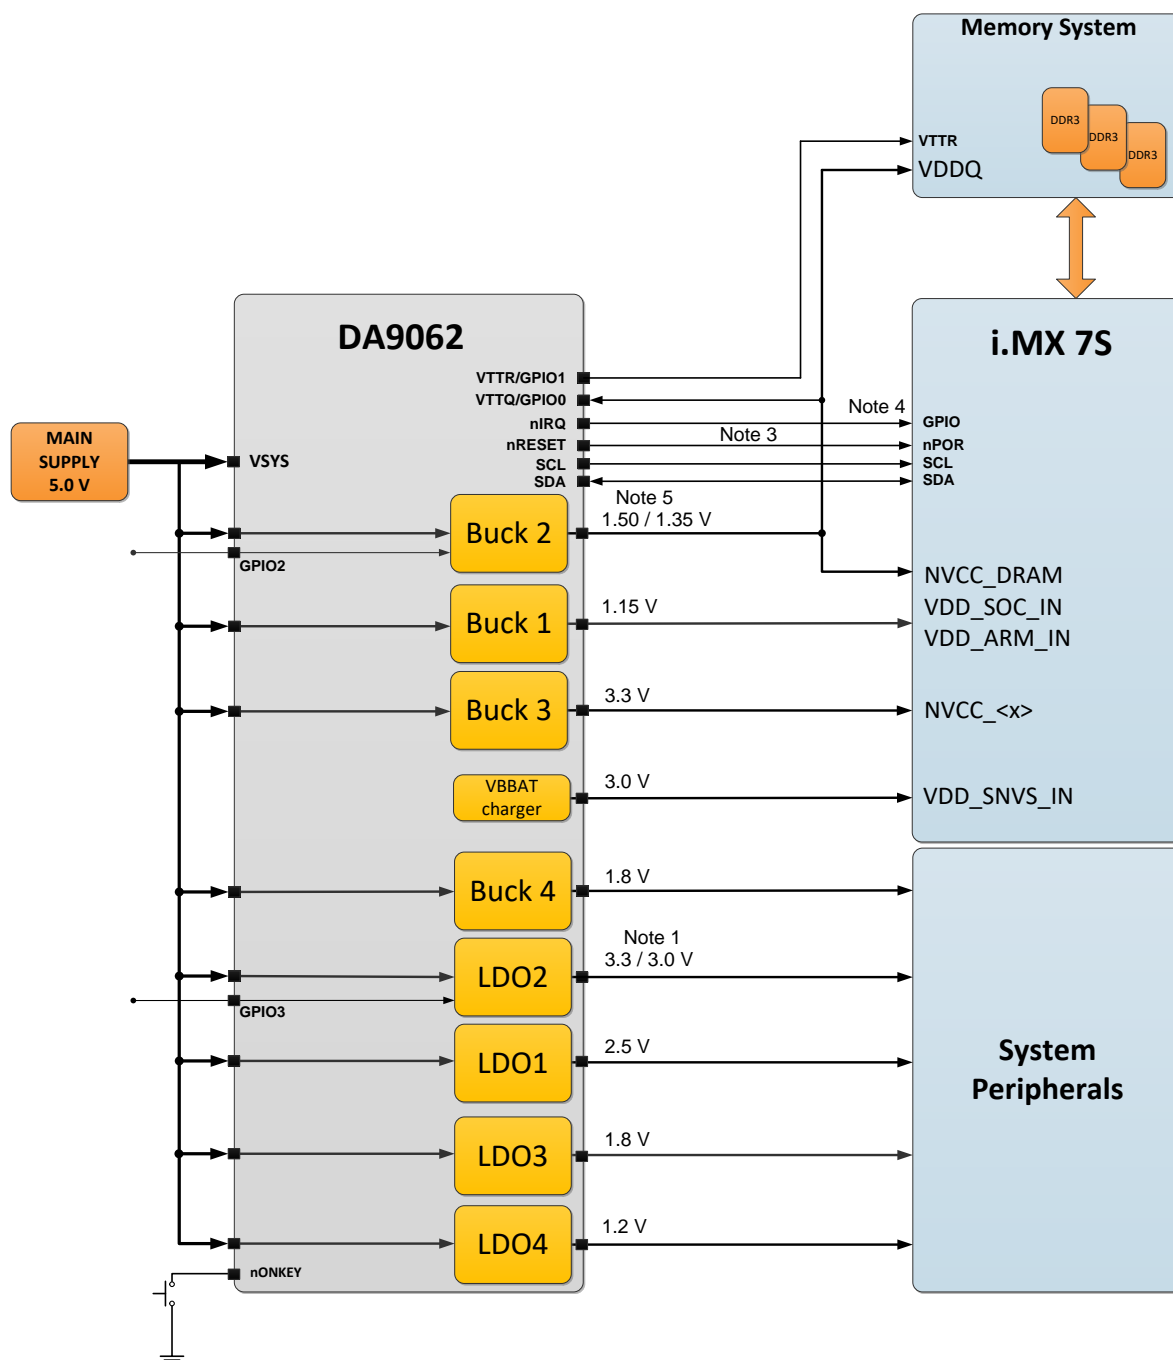 Memory System
DDR3
DDR3
DDR3
VTTR
VDDQ
DA9062
i.MX 7S
VTTR/GPIO1
VTTQ/GPIO0
nIRQ
nRESET
SCL
SDA
Note 4
Note 3
GPIO
nPOR
SCL
SDA
MAIN
SUPPLY
5.0 V
VSYS
Note 5
1.50 / 1.35 V
Buck 2
GPIO2
NVCC_DRAM
VDD_SOC_IN
VDD_ARM_IN
Buck 1
1.15 V
Buck 3
3.3 V
NVCC_<x>
VBBAT
charger
3.0 V
VDD_SNVS_IN
Buck 4
1.8 V
Note 1
3.3 / 3.0 V
LDO2
GPIO3
LDO1
2.5 V
System
Peripherals
LDO3
1.8 V
LDO4
1.2 V
nONKEY